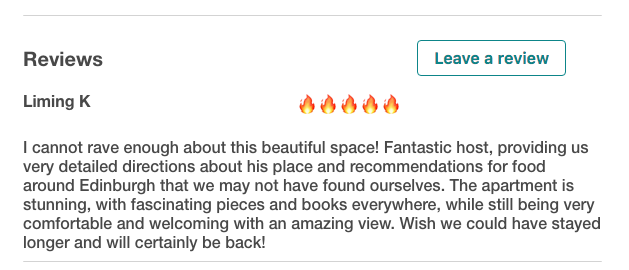 Reviews
Leave a review
Liming K
🔥🔥🔥🔥🔥
I cannot rave enough about this beautiful space! Fantastic host, providing us
very detailed directions about his place and recommendations for food
around Edinburgh that we may not have found ourselves. The apartment is
stunning, with fascinating pieces and books everywhere, while still being very
comfortable and welcoming with an amazing view. Wish we could have stayed
longer and will certainly be back!